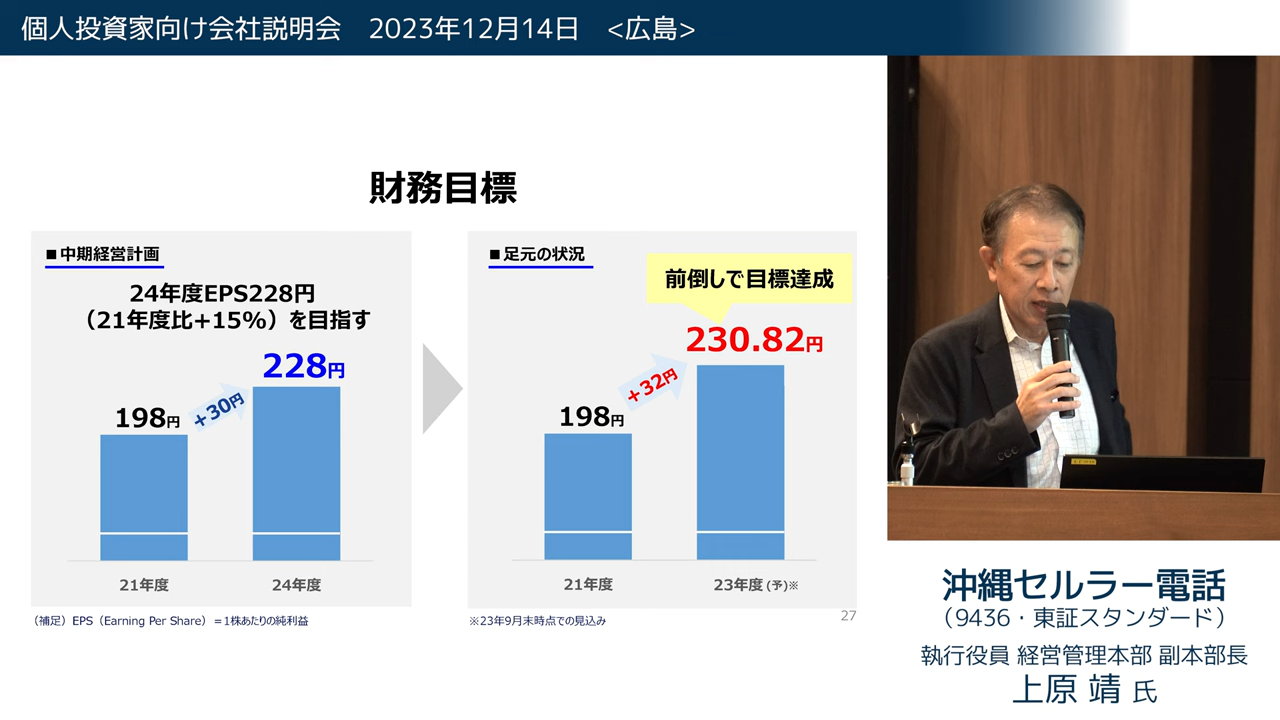 個人投資家向け会社説明会　2023年12月14日　<広島>
財務目標
■中期経営計画
24年度EPS228円
（21年度比+15%）を目指す
198円
+30円
228円
21年度
24年度
（補足）EPS（Earning Per Share）＝1株あたりの純利益
■足元の状況
前倒しで目標達成
230.82円
+32円
198円
21年度
23年度(予)※
※23年9月末時点での見込み
27
沖縄セルラー電話
（9436・東証スタンダード）
執行役員 経営管理本部 副本部長
上原 靖 氏